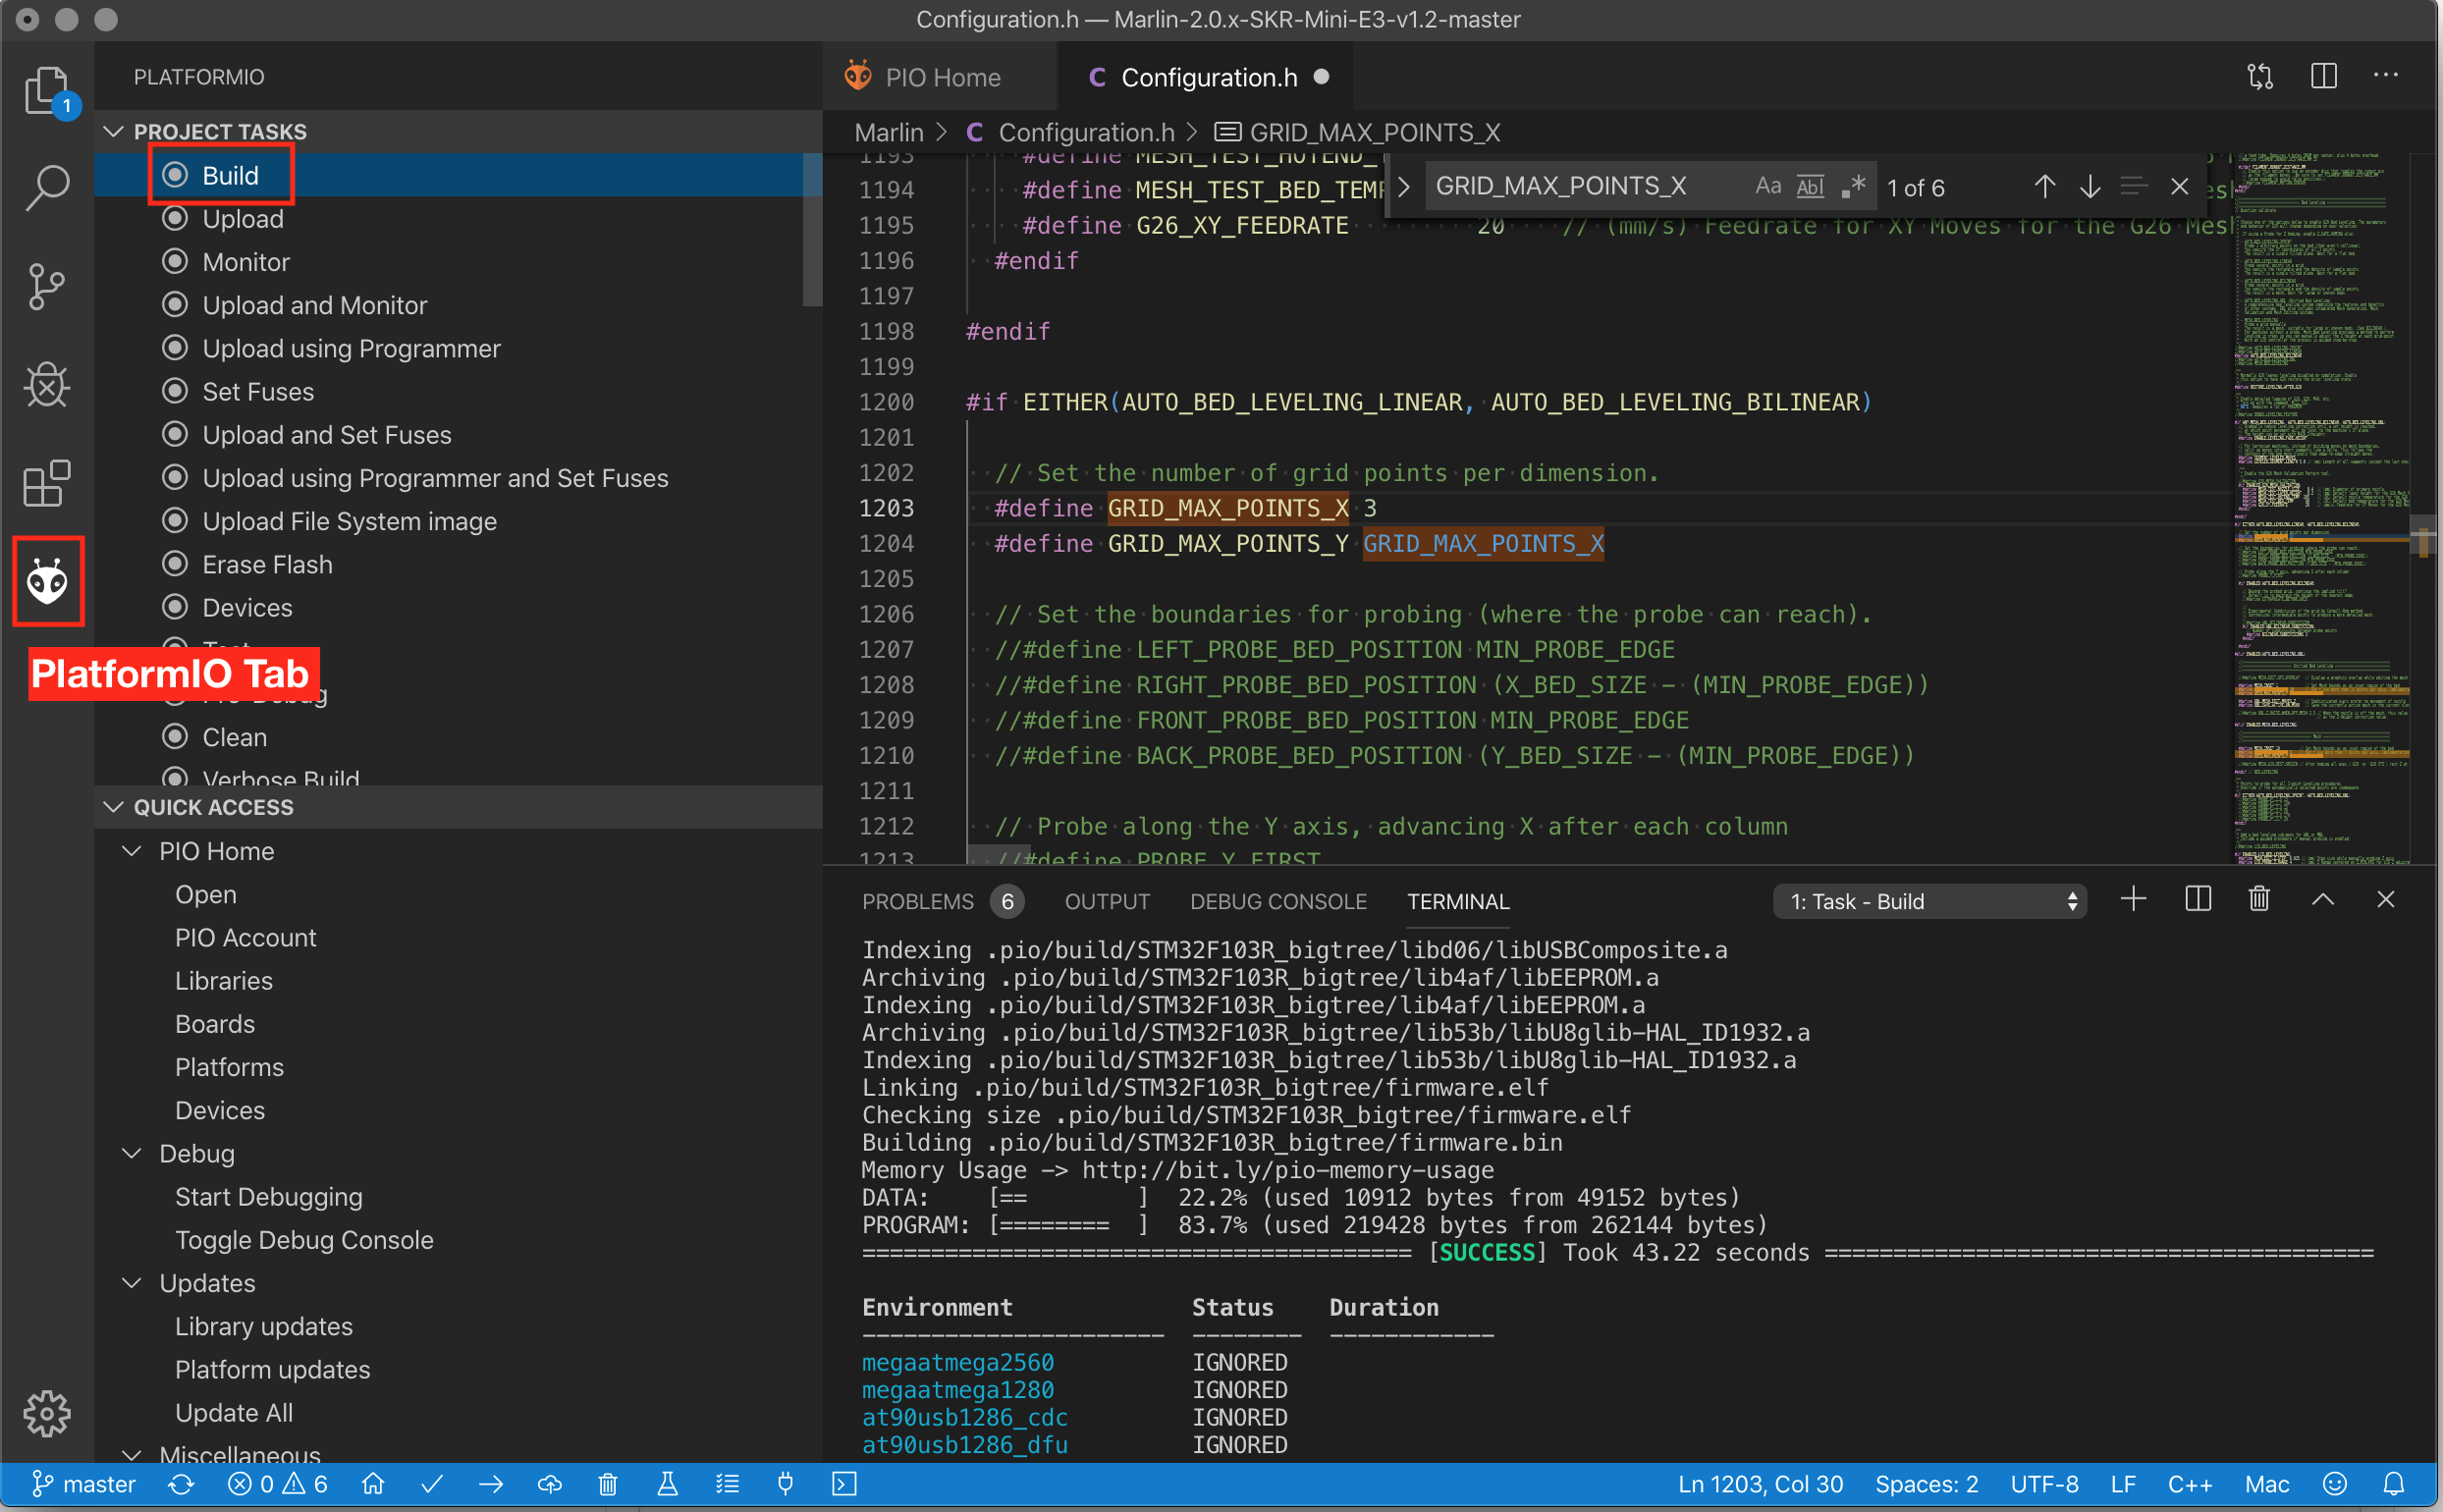 Configuration.h — Marlin-2.0.x-SKR-Mini-E3-v1.2-master
1
PLATFORMIO
PROJECT TASKS
Build
Upload
Monitor
Upload and Monitor
Upload using Programmer
Set Fuses
Upload and Set Fuses
Upload using Programmer and Set Fuses
Upload File System image
Erase Flash
Devices
PlatformIO Tab
Clean
Verbose Build
QUICK ACCESS
PIO Home
Open
PIO Account
Libraries
Boards
Platforms
Devices
Debug
Start Debugging
Toggle Debug Console
Updates
Library updates
Platform updates
Update All
Miscellaneous
PIO Home
C Configuration.h
Marlin > C Configuration.h > GRID_MAX_POINTS_X
GRID_MAX_POINTS_X Aa Abl .* 1 of 6
1193 #define MESH_TEST_HOTEND_
1194 #define MESH_TEST_BED_TEMP
1195 #define G26_XY_FEEDRATE 20 // (mm/s) Feedrate for XY Moves for the G26 Mesh
1196 #endif
1197
1198 #endif
1199
1200 #if EITHER(AUTO_BED_LEVELING_LINEAR, AUTO_BED_LEVELING_BILINEAR)
1201
1202 // Set the number of grid points per dimension.
1203 #define GRID_MAX_POINTS_X 3
1204 #define GRID_MAX_POINTS_Y GRID_MAX_POINTS_X
1205
1206 // Set the boundaries for probing (where the probe can reach).
1207 //#define LEFT_PROBE_BED_POSITION MIN_PROBE_EDGE
1208 //#define RIGHT_PROBE_BED_POSITION (X_BED_SIZE - (MIN_PROBE_EDGE))
1209 //#define FRONT_PROBE_BED_POSITION MIN_PROBE_EDGE
1210 //#define BACK_PROBE_BED_POSITION (Y_BED_SIZE - (MIN_PROBE_EDGE))
1211
1212 // Probe along the Y axis, advancing X after each column
1213 //#define PROBE_Y_FIRST
PROBLEMS 6 OUTPUT DEBUG CONSOLE TERMINAL 1: Task - Build
Indexing .pio/build/STM32F103R_bigtree/libd06/libUSBComposite.a
Archiving .pio/build/STM32F103R_bigtree/lib4af/libEEPROM.a
Indexing .pio/build/STM32F103R_bigtree/lib4af/libEEPROM.a
Archiving .pio/build/STM32F103R_bigtree/lib53b/libU8glib-HAL_ID1932.a
Indexing .pio/build/STM32F103R_bigtree/lib53b/libU8glib-HAL_ID1932.a
Linking .pio/build/STM32F103R_bigtree/firmware.elf
Checking size .pio/build/STM32F103R_bigtree/firmware.elf
Building .pio/build/STM32F103R_bigtree/firmware.bin
Memory Usage -> http://bit.ly/pio-memory-usage
DATA: [== ] 22.2% (used 10912 bytes from 49152 bytes)
PROGRAM: [======== ] 83.7% (used 219428 bytes from 262144 bytes)
======================================== [SUCCESS] Took 43.22 seconds ========================================
Environment Status Duration
---------------------- -------- ------------
megaatmega2560 IGNORED
megaatmega1280 IGNORED
at90usb1286_cdc IGNORED
at90usb1286_dfu IGNORED
master 0 6 Ln 1203, Col 30 Spaces: 2 UTF-8 LF C++ Mac